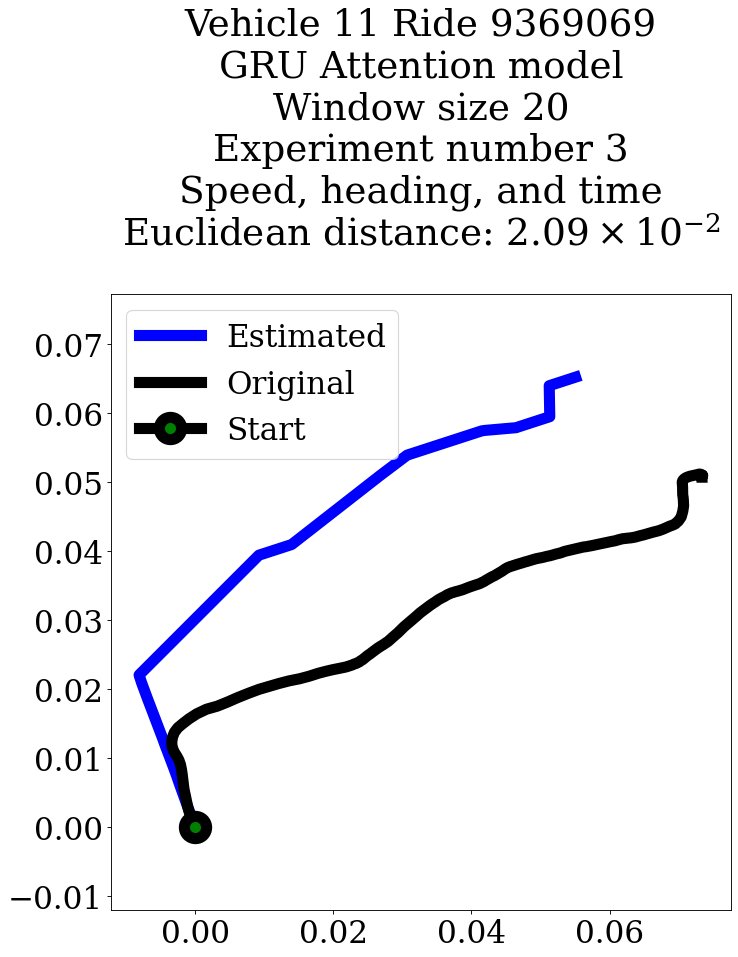 Vehicle 11 Ride 9369069
GRU Attention model
Window size 20
Experiment number 3
Speed, heading, and time
Euclidean distance: 2.09 × 10⁻²
Estimated
Original
Start
0.07
0.06
0.05
0.04
0.03
0.02
0.01
0.00
−0.01
0.00 0.02 0.04 0.06